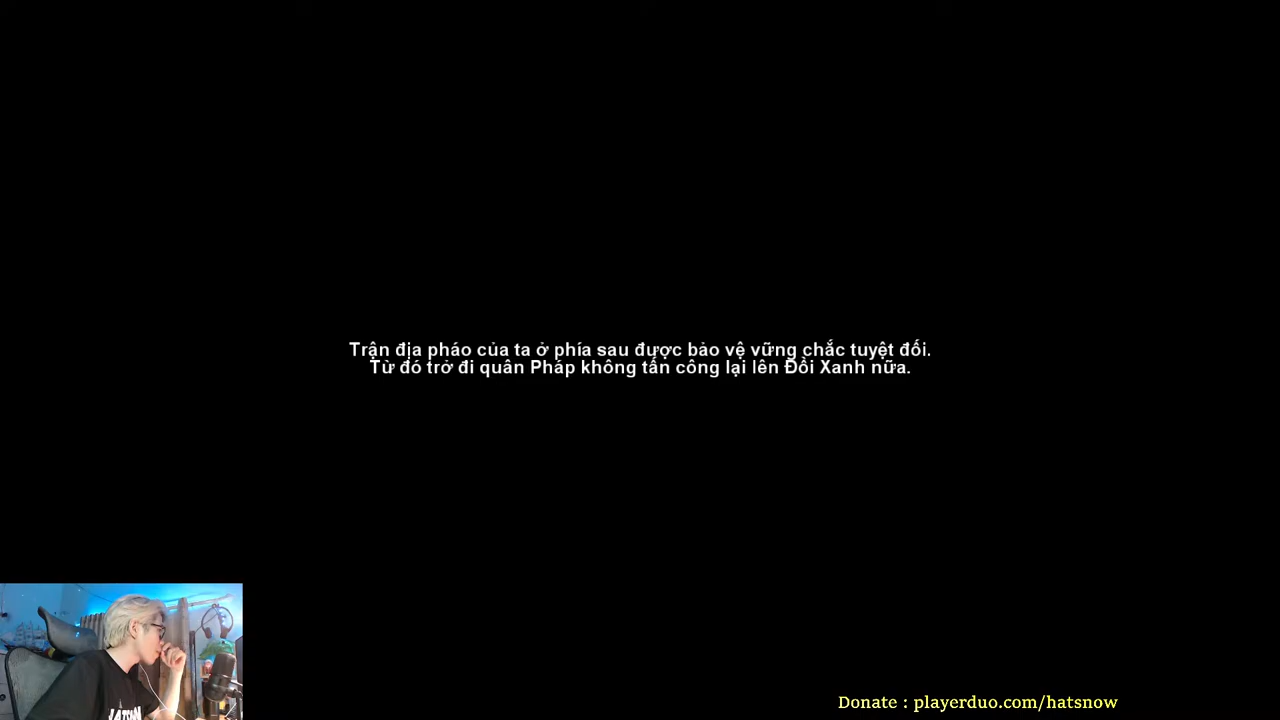 Trận địa pháo của ta ở phía sau được bảo vệ vững chắc tuyệt đối.
Từ đó trở đi quân Pháp không tấn công lại lên Đồi Xanh nữa.
Donate : playerduo.com/hatsnow